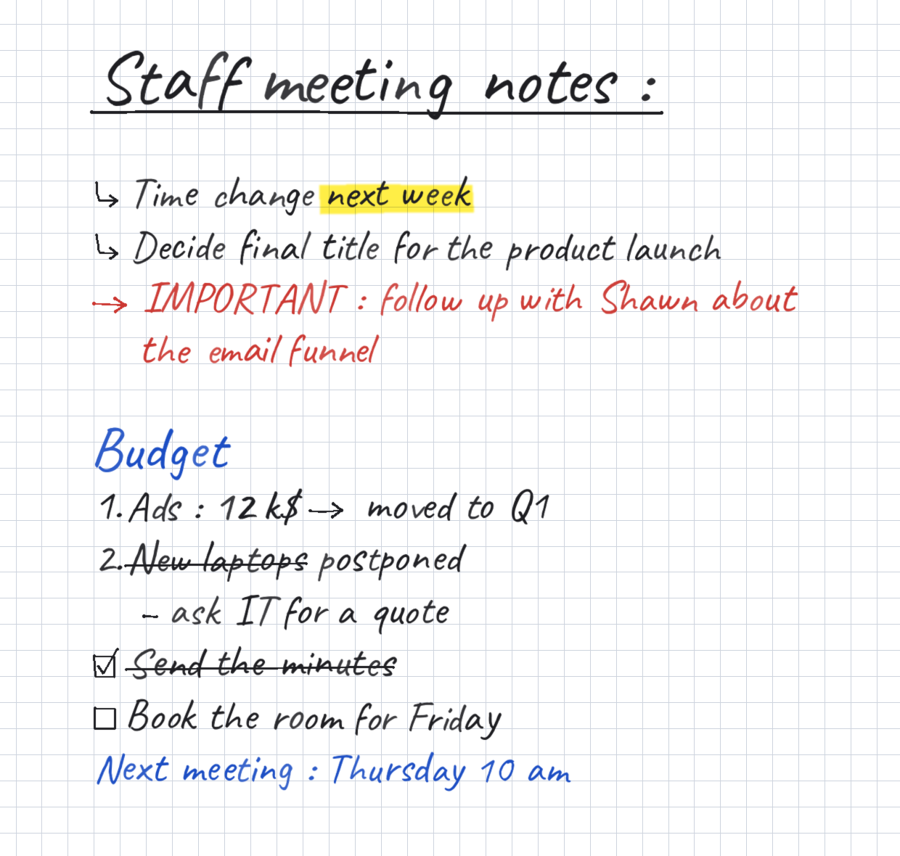 Staff meeting notes :
↳ Time change next week
↳ Decide final title for the product launch
→ IMPORTANT : follow up with Shawn about
the email funnel
Budget
1. Ads : 12 k$ → moved to Q1
2. New laptops postponed
- ask IT for a quote
☑ Send the minutes
☐ Book the room for Friday
Next meeting : Thursday 10 am